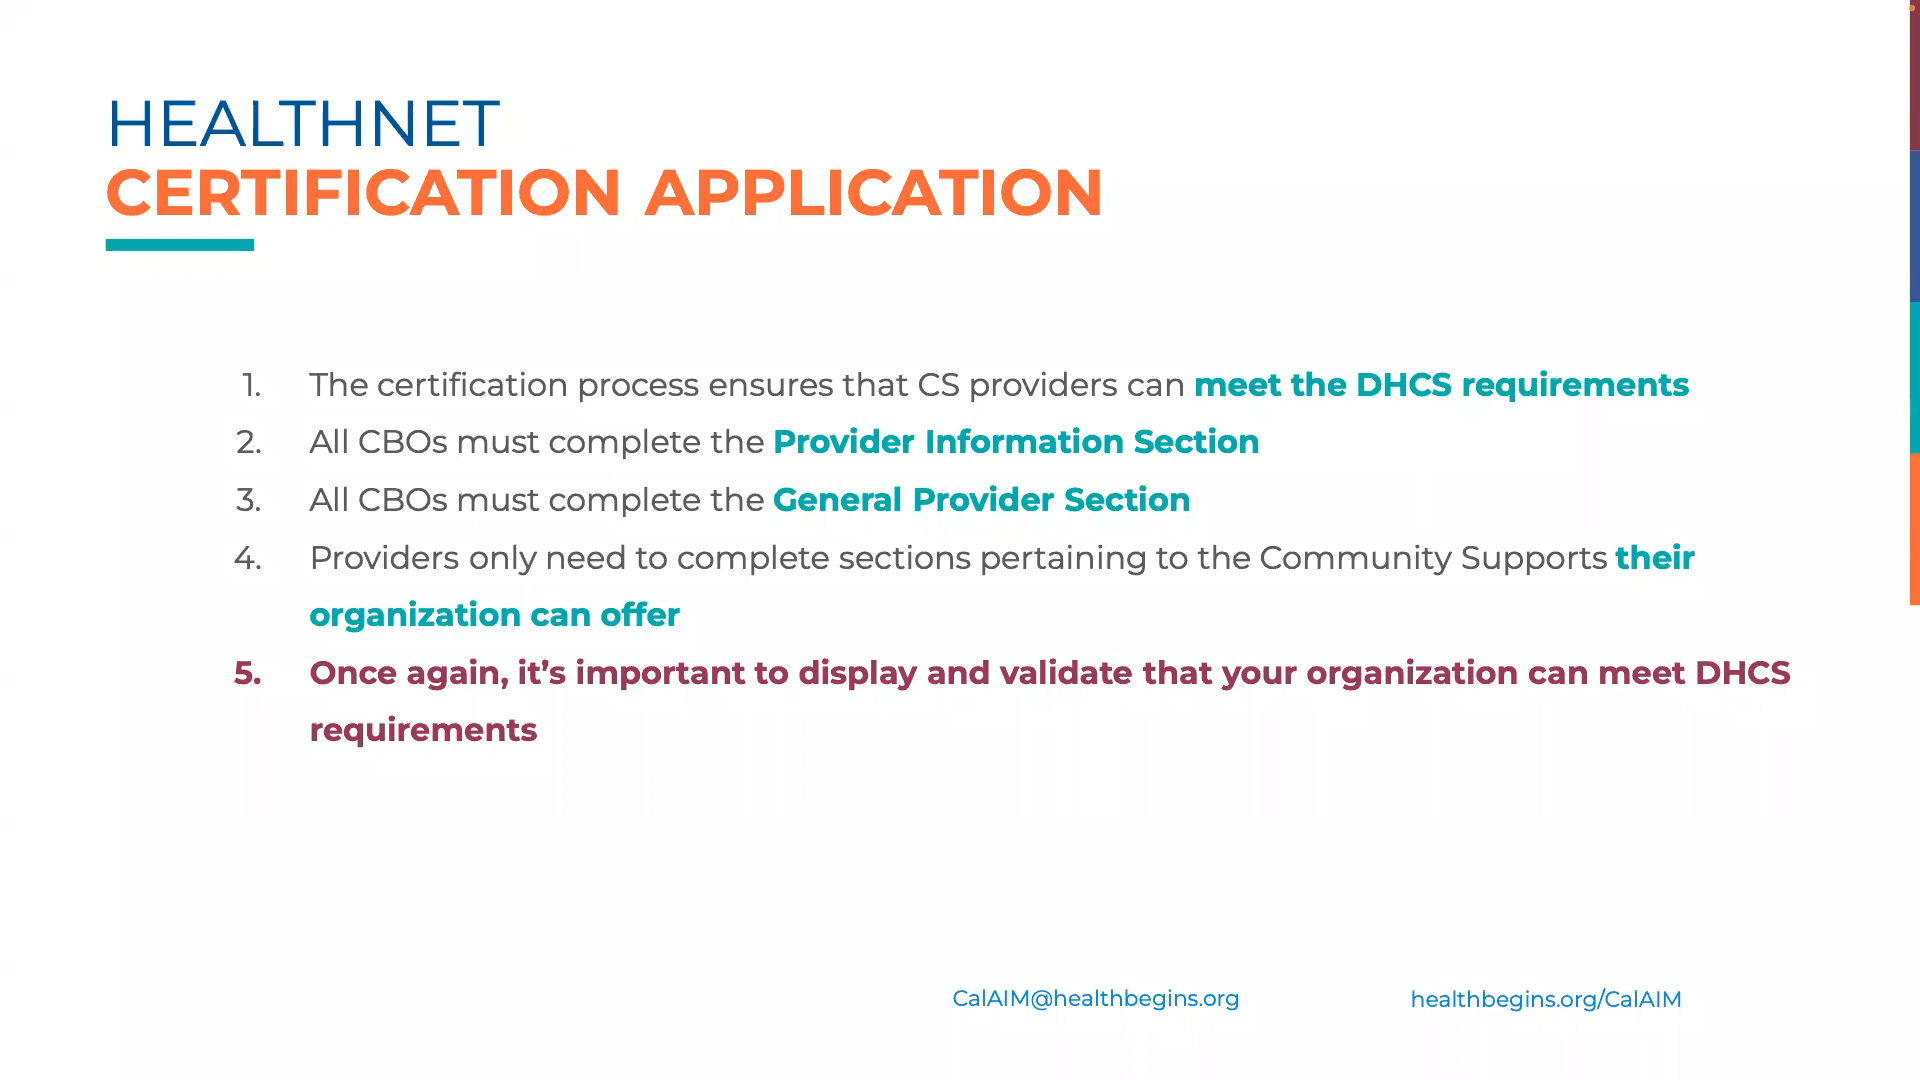 HEALTHNET
CERTIFICATION APPLICATION
1. The certification process ensures that CS providers can meet the DHCS requirements
2. All CBOs must complete the Provider Information Section
3. All CBOs must complete the General Provider Section
4. Providers only need to complete sections pertaining to the Community Supports their
organization can offer
5. Once again, it’s important to display and validate that your organization can meet DHCS
requirements
CalAIM@healthbegins.org healthbegins.org/CalAIM